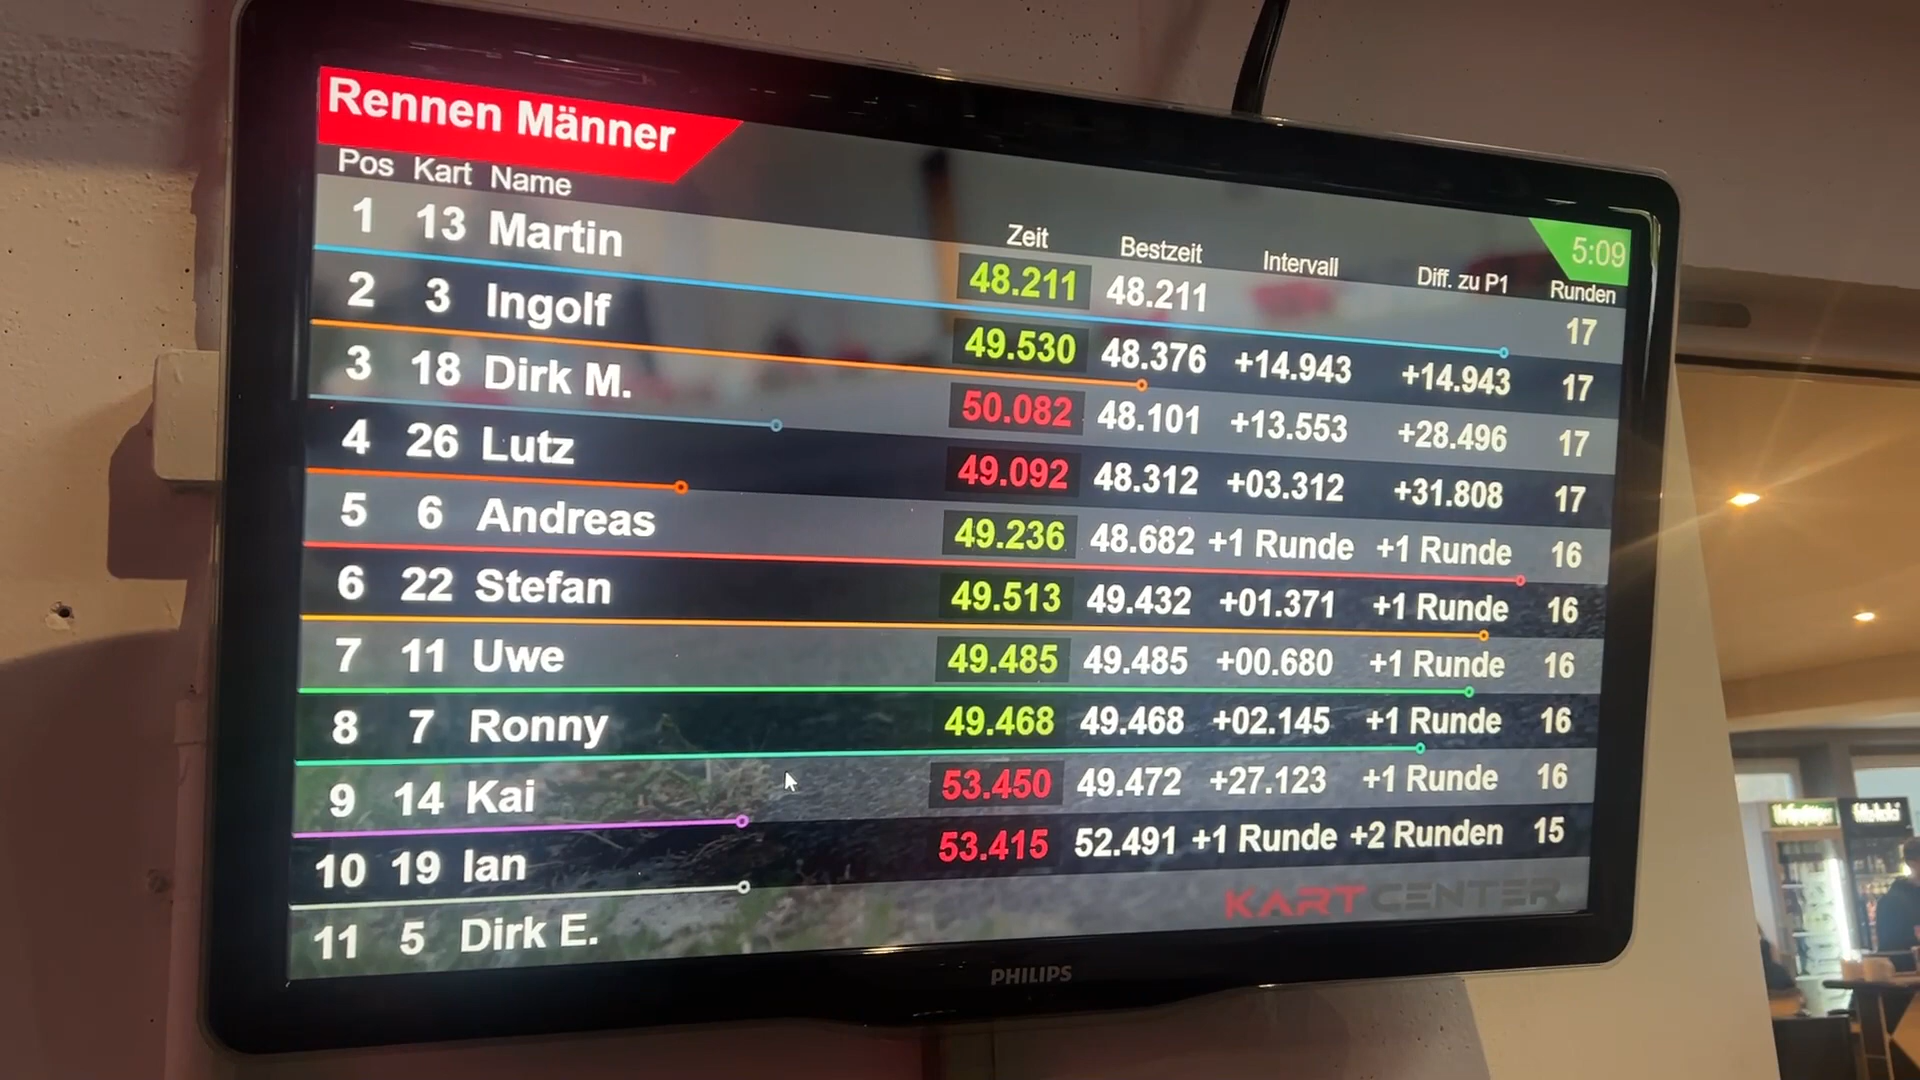 Rennen Männer
5:09
Pos Kart Name Zeit Bestzeit Intervall Diff. zu P1 Runden
1 13 Martin 48.211 48.211 17
2 3 Ingolf 49.530 48.376 +14.943 +14.943 17
3 18 Dirk M. 50.082 48.101 +13.553 +28.496 17
4 26 Lutz 49.092 48.312 +03.312 +31.808 17
5 6 Andreas 49.236 48.682 +1 Runde +1 Runde 16
6 22 Stefan 49.513 49.432 +01.371 +1 Runde 16
7 11 Uwe 49.485 49.485 +00.680 +1 Runde 16
8 7 Ronny 49.468 49.468 +02.145 +1 Runde 16
9 14 Kai 53.450 49.472 +27.123 +1 Runde 16
10 19 Ian 53.415 52.491 +1 Runde +2 Runden 15
11 5 Dirk E.
KARTCENTER
PHILIPS